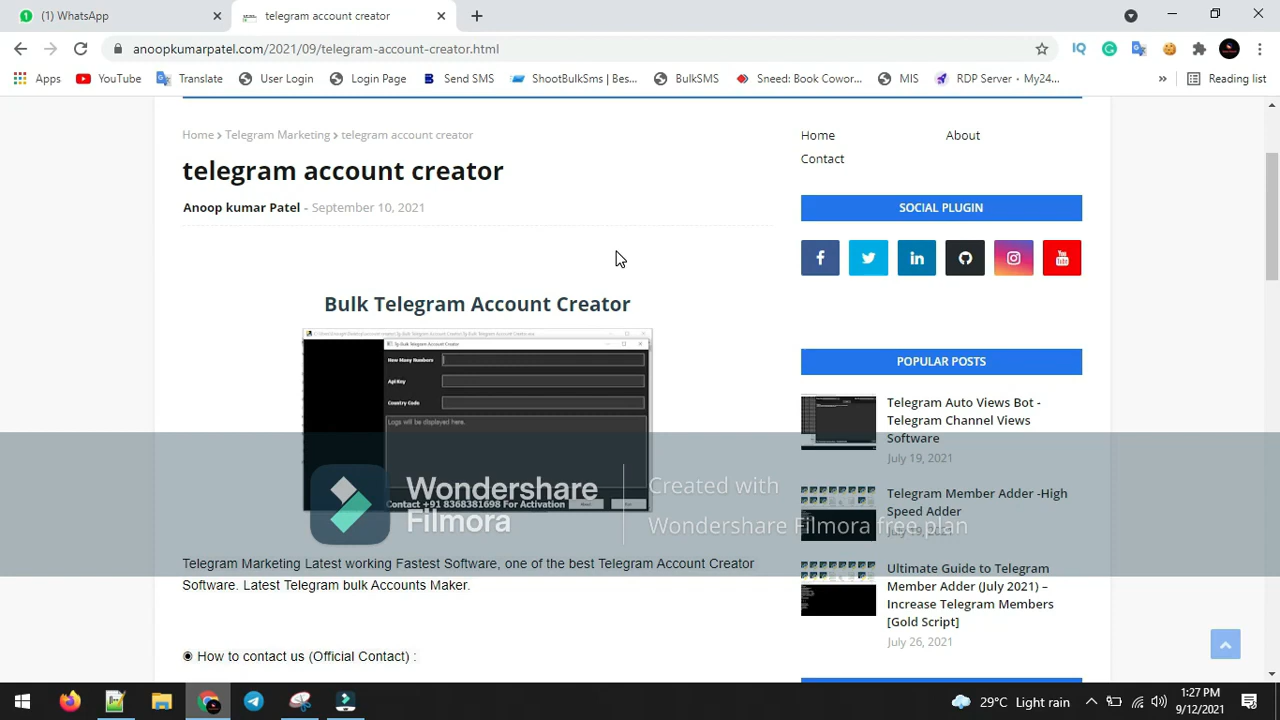 (1) WhatsApp
telegram account creator
anoopkumarpatel.com/2021/09/telegram-account-creator.html
Apps
YouTube
Translate
User Login
Login Page
Send SMS
ShootBulkSms | Bes...
BulkSMS
Sneed: Book Cowor...
MIS
RDP Server · My24...
»
Reading list
Home > Telegram Marketing > telegram account creator
telegram account creator
Anoop kumar Patel - September 10, 2021
Bulk Telegram Account Creator
Tg-Bulk Telegram Account Creator
How Many Numbers
Api Key
Country Code
Logs will be displayed here.
Contact +91 8368381698 For Activation
Wondershare
Filmora
Created with
Wondershare Filmora free plan
Telegram Marketing Latest working Fastest Software, one of the best Telegram Account Creator
Software. Latest Telegram bulk Accounts Maker.
◉ How to contact us (Official Contact) :
Home
About
Contact
SOCIAL PLUGIN
POPULAR POSTS
Telegram Auto Views Bot -
Telegram Channel Views
Software
July 19, 2021
Telegram Member Adder -High
Speed Adder
July 19, 2021
Ultimate Guide to Telegram
Member Adder (July 2021) –
Increase Telegram Members
[Gold Script]
July 26, 2021
29°C Light rain
1:27 PM
9/12/2021